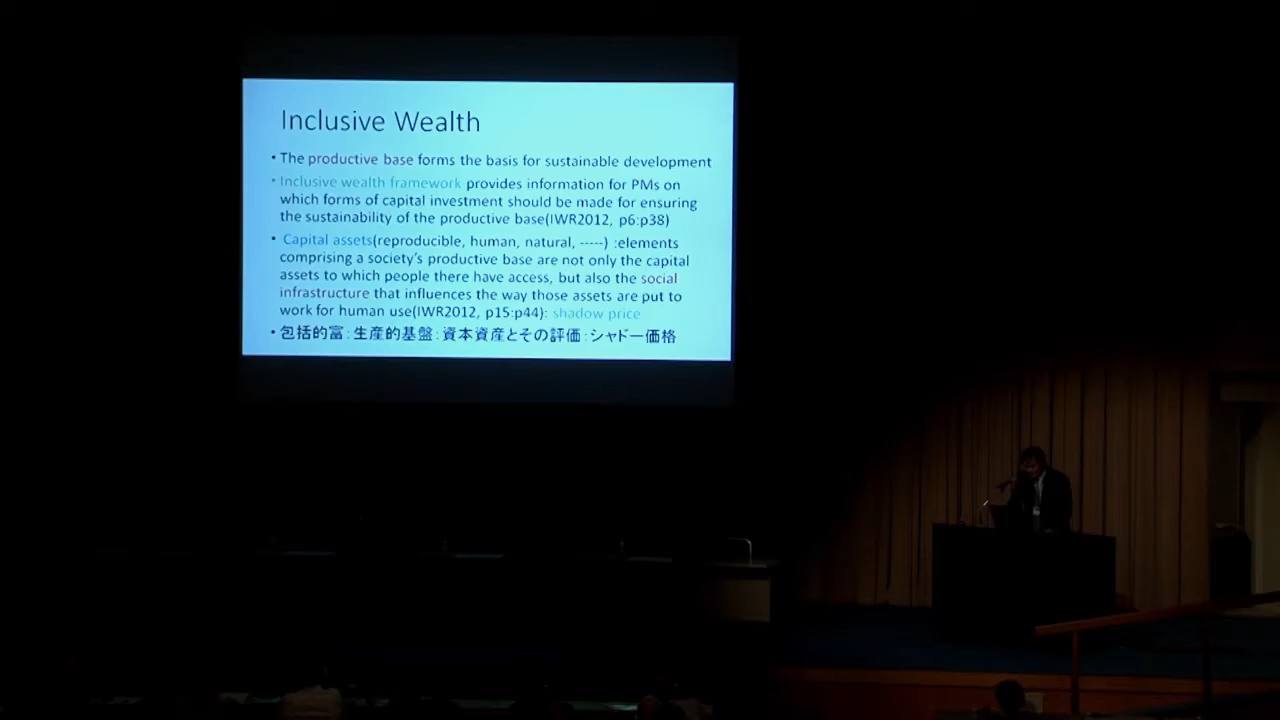 Inclusive Wealth
• The productive base forms the basis for sustainable development
• Inclusive wealth framework provides information for PMs on
which forms of capital investment should be made for ensuring
the sustainability of the productive base(IWR2012, p6:p38)
• Capital assets(reproducible, human, natural, -----) :elements
comprising a society's productive base are not only the capital
assets to which people there have access, but also the social
infrastructure that influences the way those assets are put to
work for human use(IWR2012, p15:p44): shadow price
• 包括的富：生産的基盤：資本資産とその評価：シャドー価格